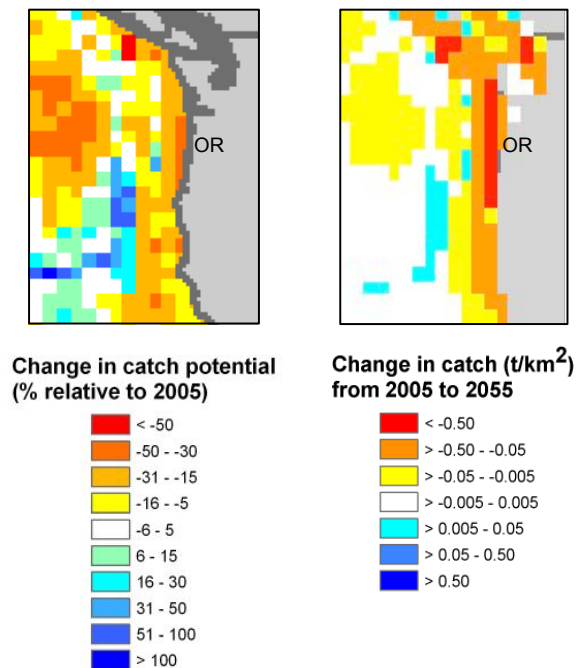 OR
OR
Change in catch potential
(% relative to 2005)
< -50
-50 - -30
-31 - -15
-16 - -5
-6 - 5
6 - 15
16 - 30
31 - 50
51 - 100
> 100
Change in catch (t/km²)
from 2005 to 2055
< -0.50
> -0.50 - -0.05
> -0.05 - -0.005
> -0.005 - 0.005
> 0.005 - 0.05
> 0.05 - 0.50
> 0.50